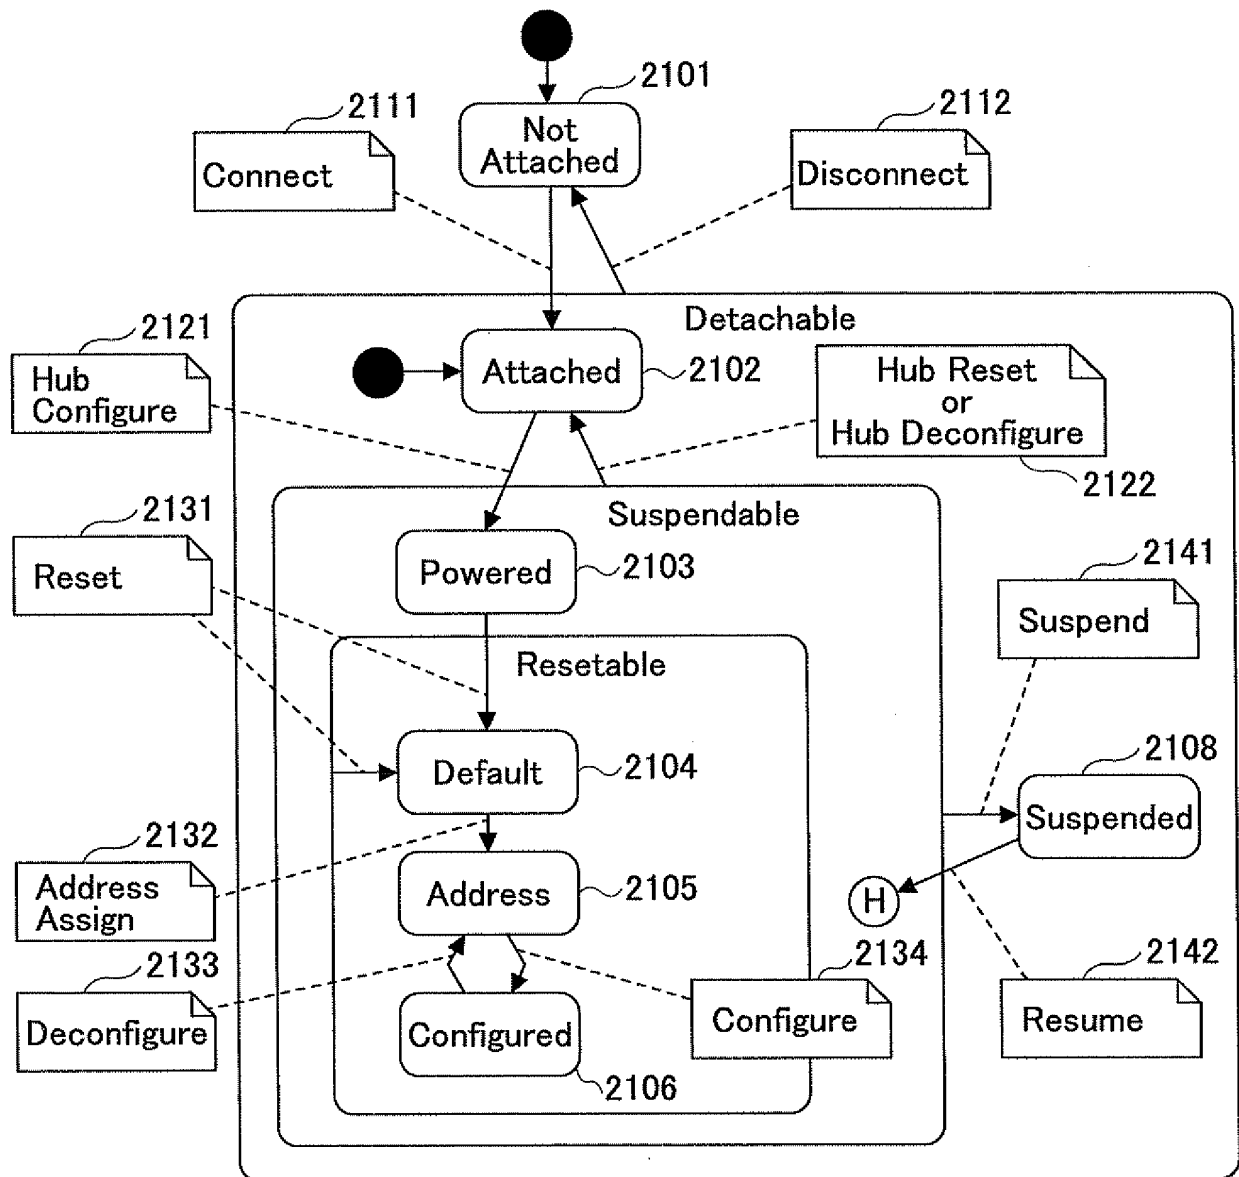 2101
2111
2112
Not
Attached
Connect
Disconnect
Detachable
2121
Hub
Configure
Attached
2102
Hub Reset
or
Hub Deconfigure
2122
Suspendable
2131
Reset
Powered
2103
2141
Suspend
Resetable
Default
2104
2108
Suspended
2132
Address
Assign
Address
2105
H
2133
Deconfigure
2134
Configure
2142
Resume
Configured
2106